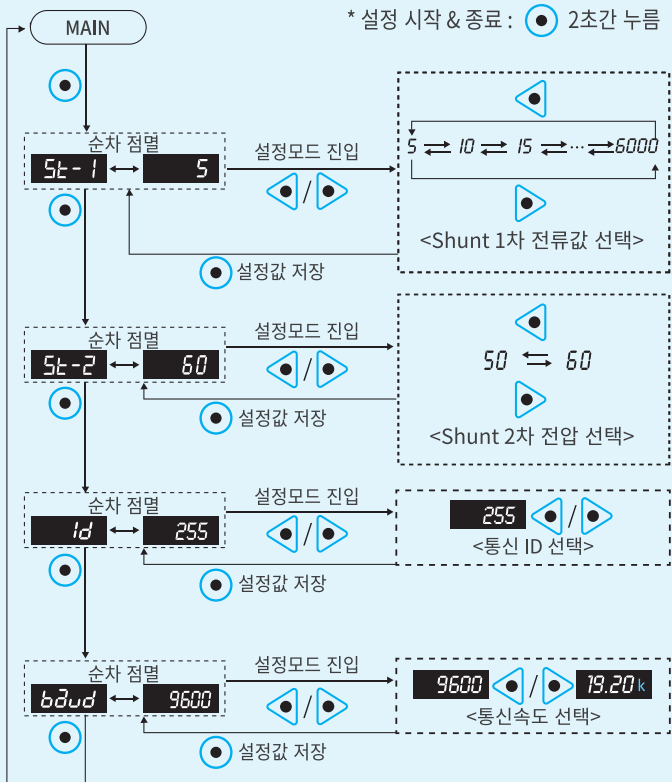 MAIN
* 설정 시작 & 종료 : 2초간 누름
순차 점멸
St-1 5
설정모드 진입
/
5 10 15 ··· 6000
<Shunt 1차 전류값 선택>
설정값 저장
순차 점멸
St-2 60
설정모드 진입
/
50 60
<Shunt 2차 전압 선택>
설정값 저장
순차 점멸
Id 255
설정모드 진입
/
255 /
<통신 ID 선택>
설정값 저장
순차 점멸
baud 9600
설정모드 진입
/
9600 / 19.20 k
<통신속도 선택>
설정값 저장